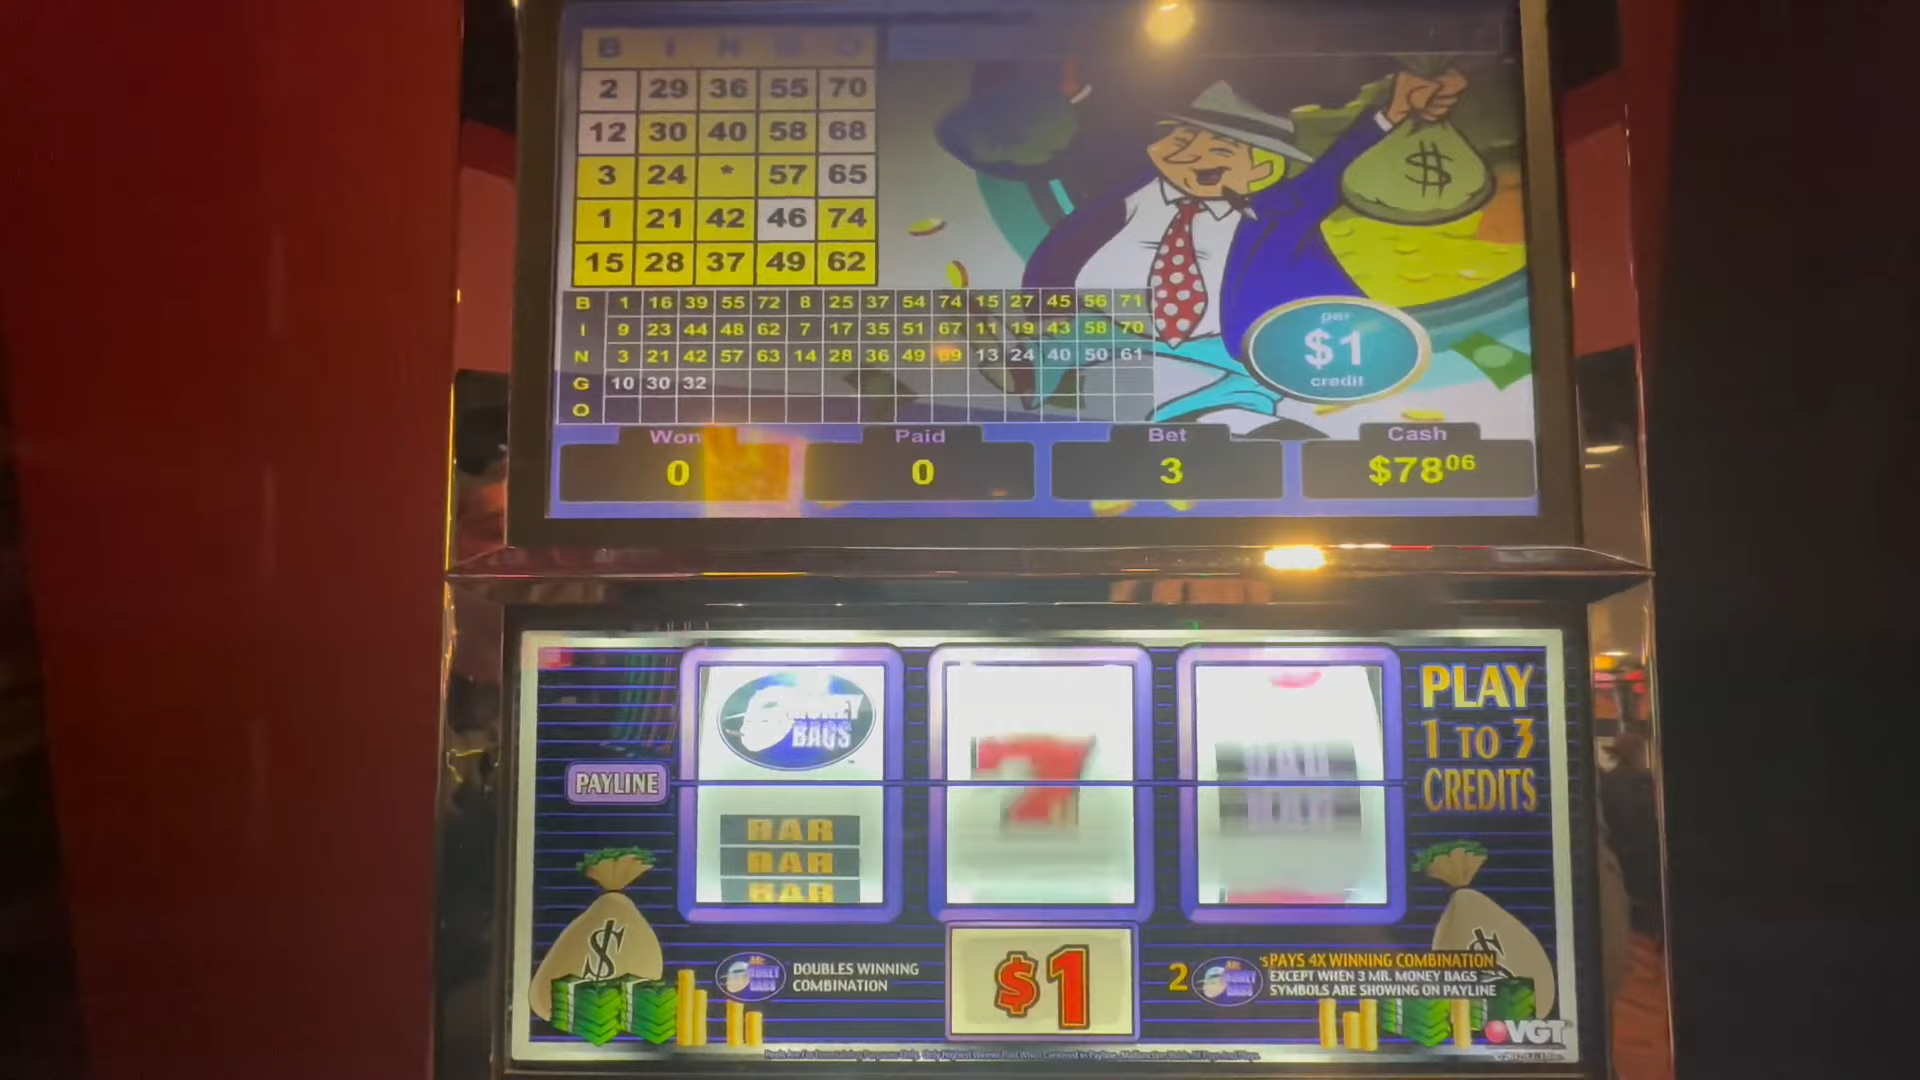 B I N G O
2 29 36 55 70
12 30 40 58 68
3 24 * 57 65
1 21 42 46 74
15 28 37 49 62
B 1 16 39 55 72 8 25 37 54 74 15 27 45 56 71
I 9 23 44 48 62 7 17 35 51 67 11 19 43 58 70
N 3 21 42 57 63 14 28 36 49 69 13 24 40 50 61
G 10 30 32
O
$
per
$1
credit
Won Paid Bet Cash
0 0 3 $78.06
MONEY
BAGS
7
PAYLINE
BAR
BAR
BAR
PLAY
1 TO 3
CREDITS
$
DOUBLES WINNING
COMBINATION
$1
2 'S PAYS 4X WINNING COMBINATION
EXCEPT WHEN 3 MR. MONEY BAGS
SYMBOLS ARE SHOWING ON PAYLINE
$
VGT